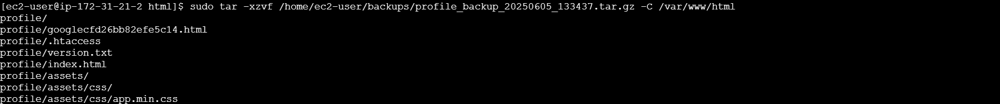 [ec2-user@ip-172-31-21-2 html]$ sudo tar -xzvf /home/ec2-user/backups/profile_backup_20250605_133437.tar.gz -C /var/www/html
profile/
profile/googlecfd26bb82efe5c14.html
profile/.htaccess
profile/version.txt
profile/index.html
profile/assets/
profile/assets/css/
profile/assets/css/app.min.css